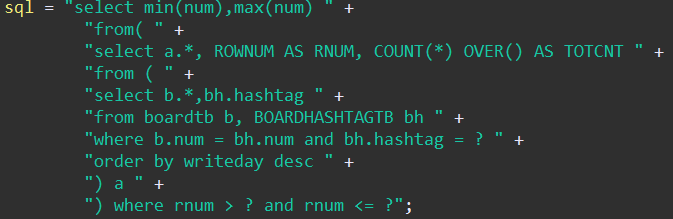 sql = "select min(num),max(num) " +
"from( " +
"select a.*, ROWNUM AS RNUM, COUNT(*) OVER() AS TOTCNT " +
"from ( " +
"select b.*,bh.hashtag " +
"from boardtb b, BOARDHASHTAGTB bh " +
"where b.num = bh.num and bh.hashtag = ? " +
"order by writeday desc " +
") a " +
") where rnum > ? and rnum <= ?";